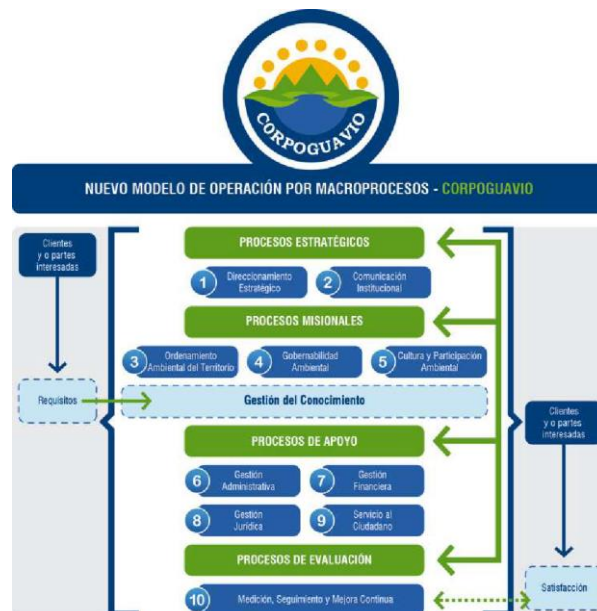 CORPOGUAVIO
NUEVO MODELO DE OPERACIÓN POR MACROPROCESOS - CORPOGUAVIO
Clientes
y o partes
interesadas
PROCESOS ESTRATÉGICOS
1
Direccionamiento
Estratégico
2
Comunicación
Institucional
PROCESOS MISIONALES
3
Ordenamiento
Ambiental del Territorio
4
Gobernabilidad
Ambiental
5
Cultura y Participación
Ambiental
Requisitos
Gestión del Conocimiento
Clientes
y o partes
interesadas
PROCESOS DE APOYO
6
Gestión
Administrativa
7
Gestión
Financiera
8
Gestión
Jurídica
9
Servicio al
Ciudadano
PROCESOS DE EVALUACIÓN
10
Medición, Seguimiento y Mejora Continua
Satisfacción